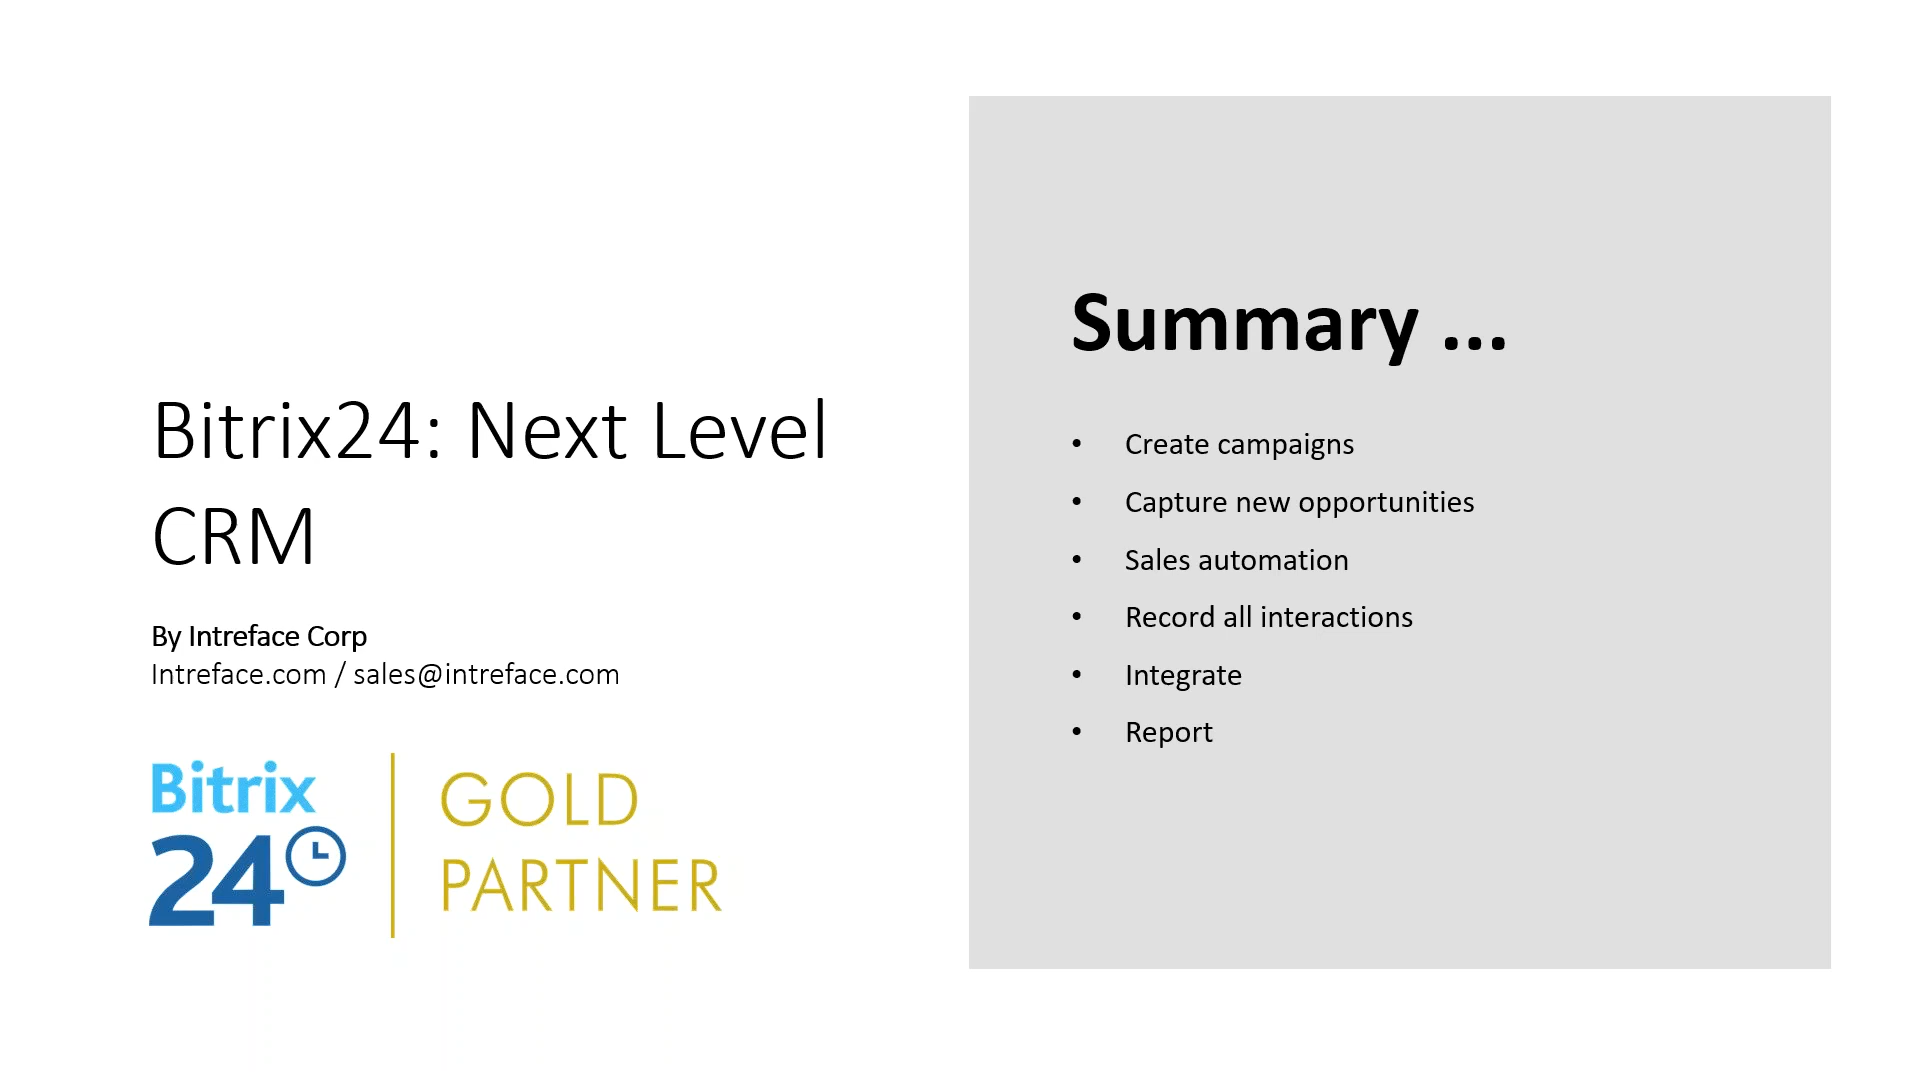 Bitrix24: Next Level
CRM
By Intreface Corp
Intreface.com / sales@intreface.com
Bitrix
24
GOLD
PARTNER
Summary ...
• Create campaigns
• Capture new opportunities
• Sales automation
• Record all interactions
• Integrate
• Report